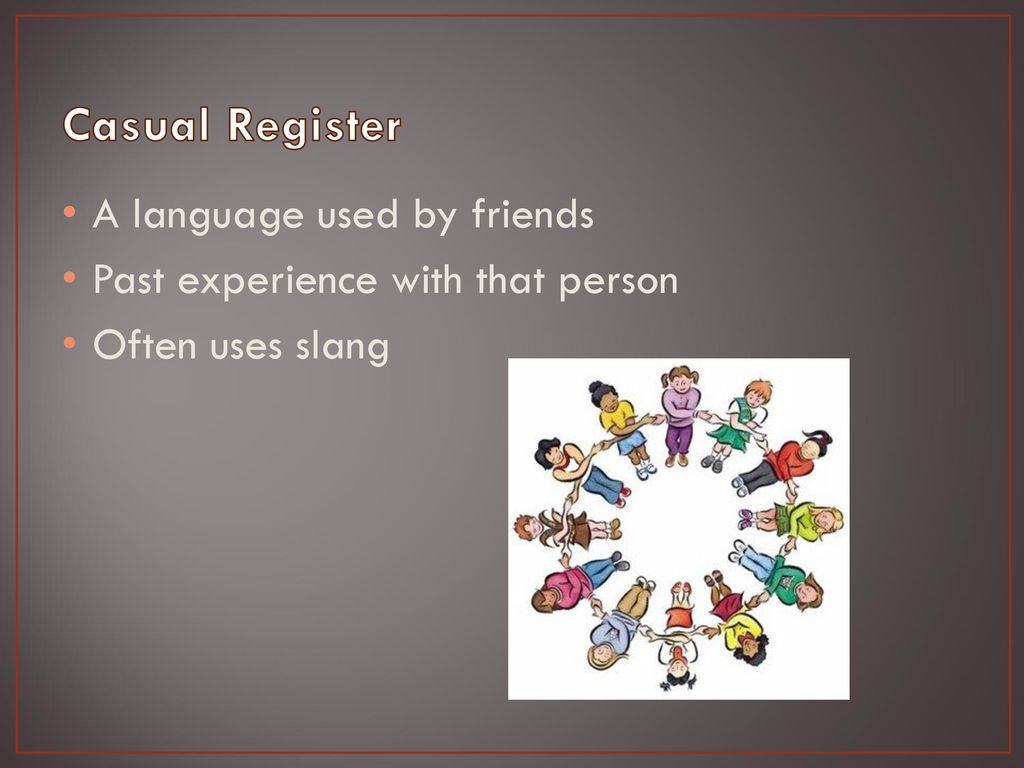 Casual Register
• A language used by friends
• Past experience with that person
• Often uses slang